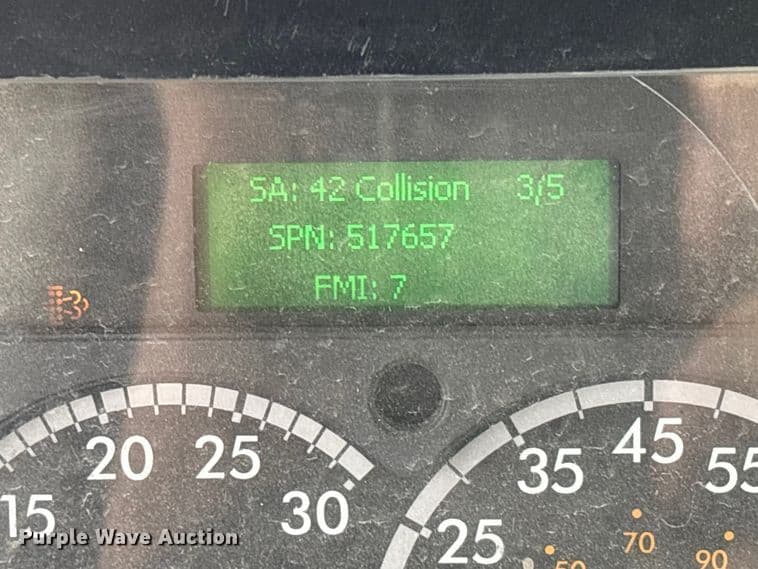 SA: 42 Collision 3/5
SPN: 517657
FMI: 7
15 20 25 30
25 35 45 55
50 70 90
Purple Wave Auction